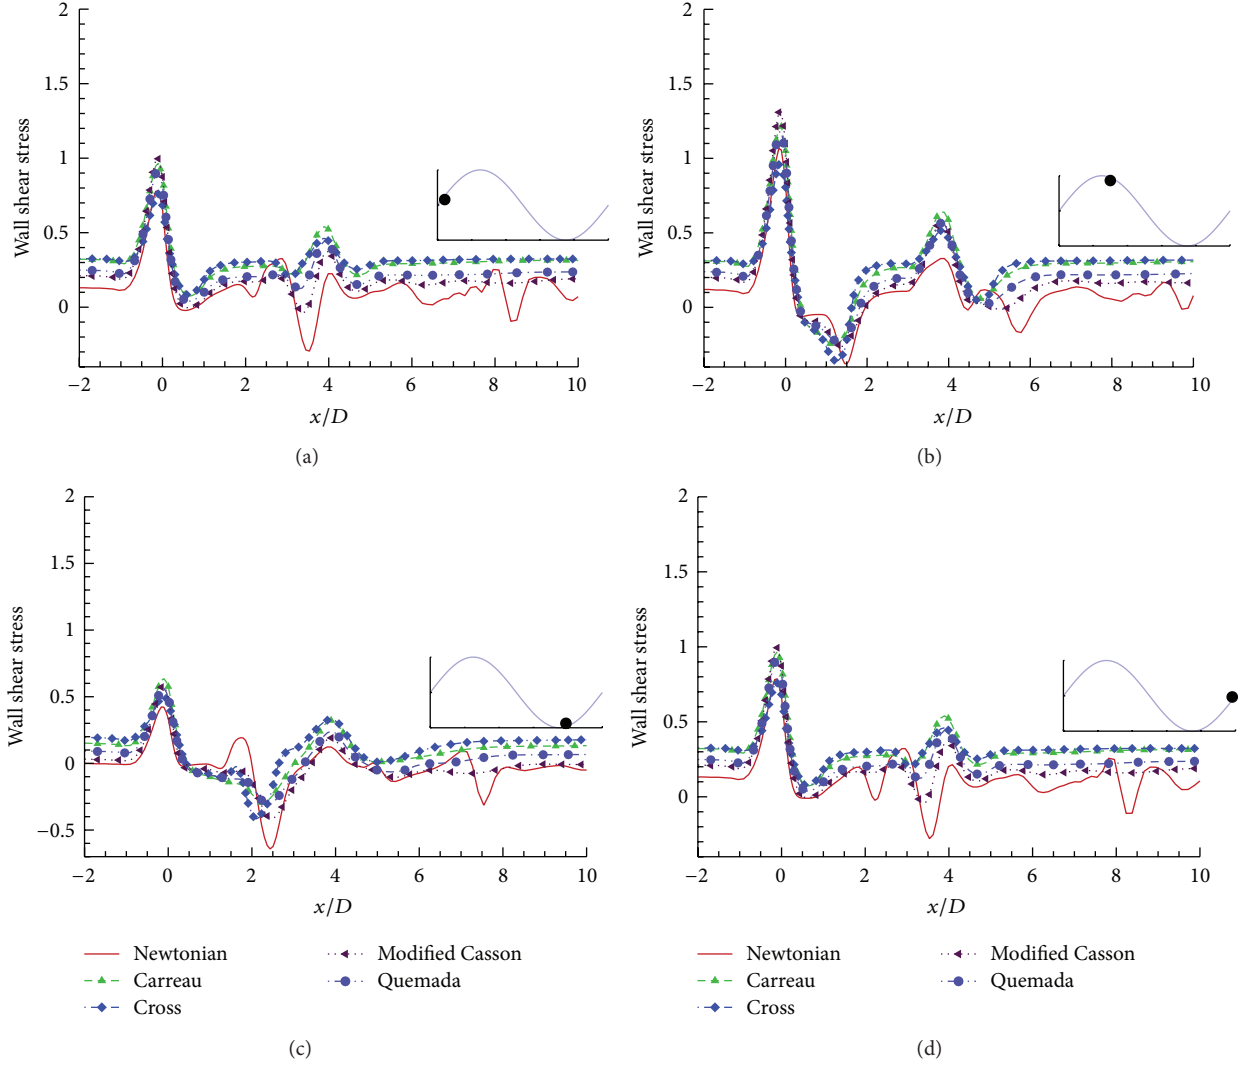 2
1.5
1
0.5
0
Wall shear stress
−2 0 2 4 6 8 10
x/D
(a)
2
1.5
1
0.5
0
Wall shear stress
−2 0 2 4 6 8 10
x/D
(b)
2
1.5
1
0.5
0
−0.5
Wall shear stress
−2 0 2 4 6 8 10
x/D
Newtonian
Carreau
Cross
Modified Casson
Quemada
(c)
2
1.5
1
0.5
0
Wall shear stress
−2 0 2 4 6 8 10
x/D
Newtonian
Carreau
Cross
Modified Casson
Quemada
(d)